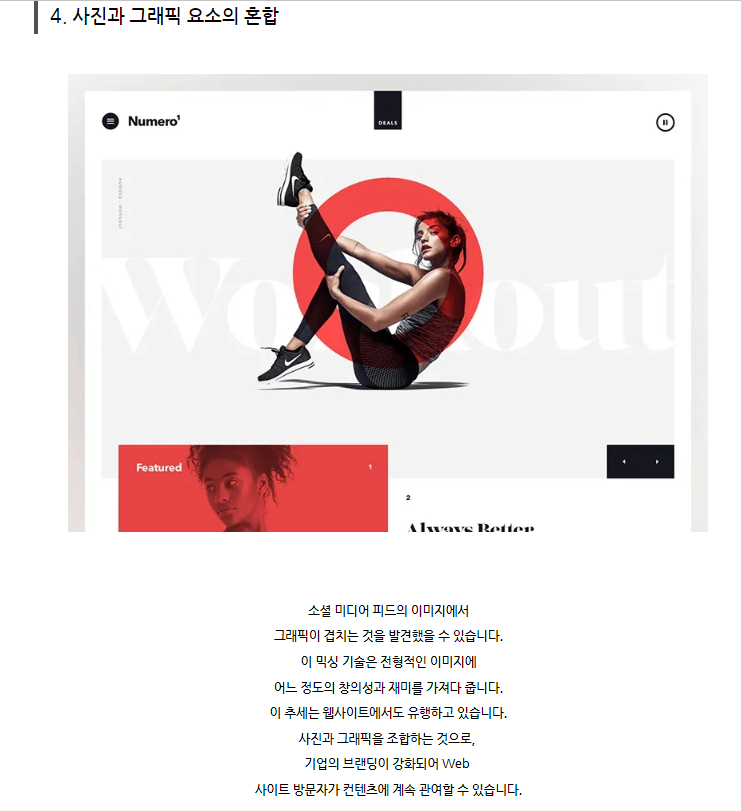 4. 사진과 그래픽 요소의 혼합
Numero¹
DEALS
Workout
Featured
1
2
Always Better
소셜 미디어 피드의 이미지에서
그래픽이 겹치는 것을 발견했을 수 있습니다.
이 믹싱 기술은 전형적인 이미지에
어느 정도의 창의성과 재미를 가져다 줍니다.
이 추세는 웹사이트에서도 유행하고 있습니다.
사진과 그래픽을 조합하는 것으로,
기업의 브랜딩이 강화되어 Web
사이트 방문자가 컨텐츠에 계속 관여할 수 있습니다.